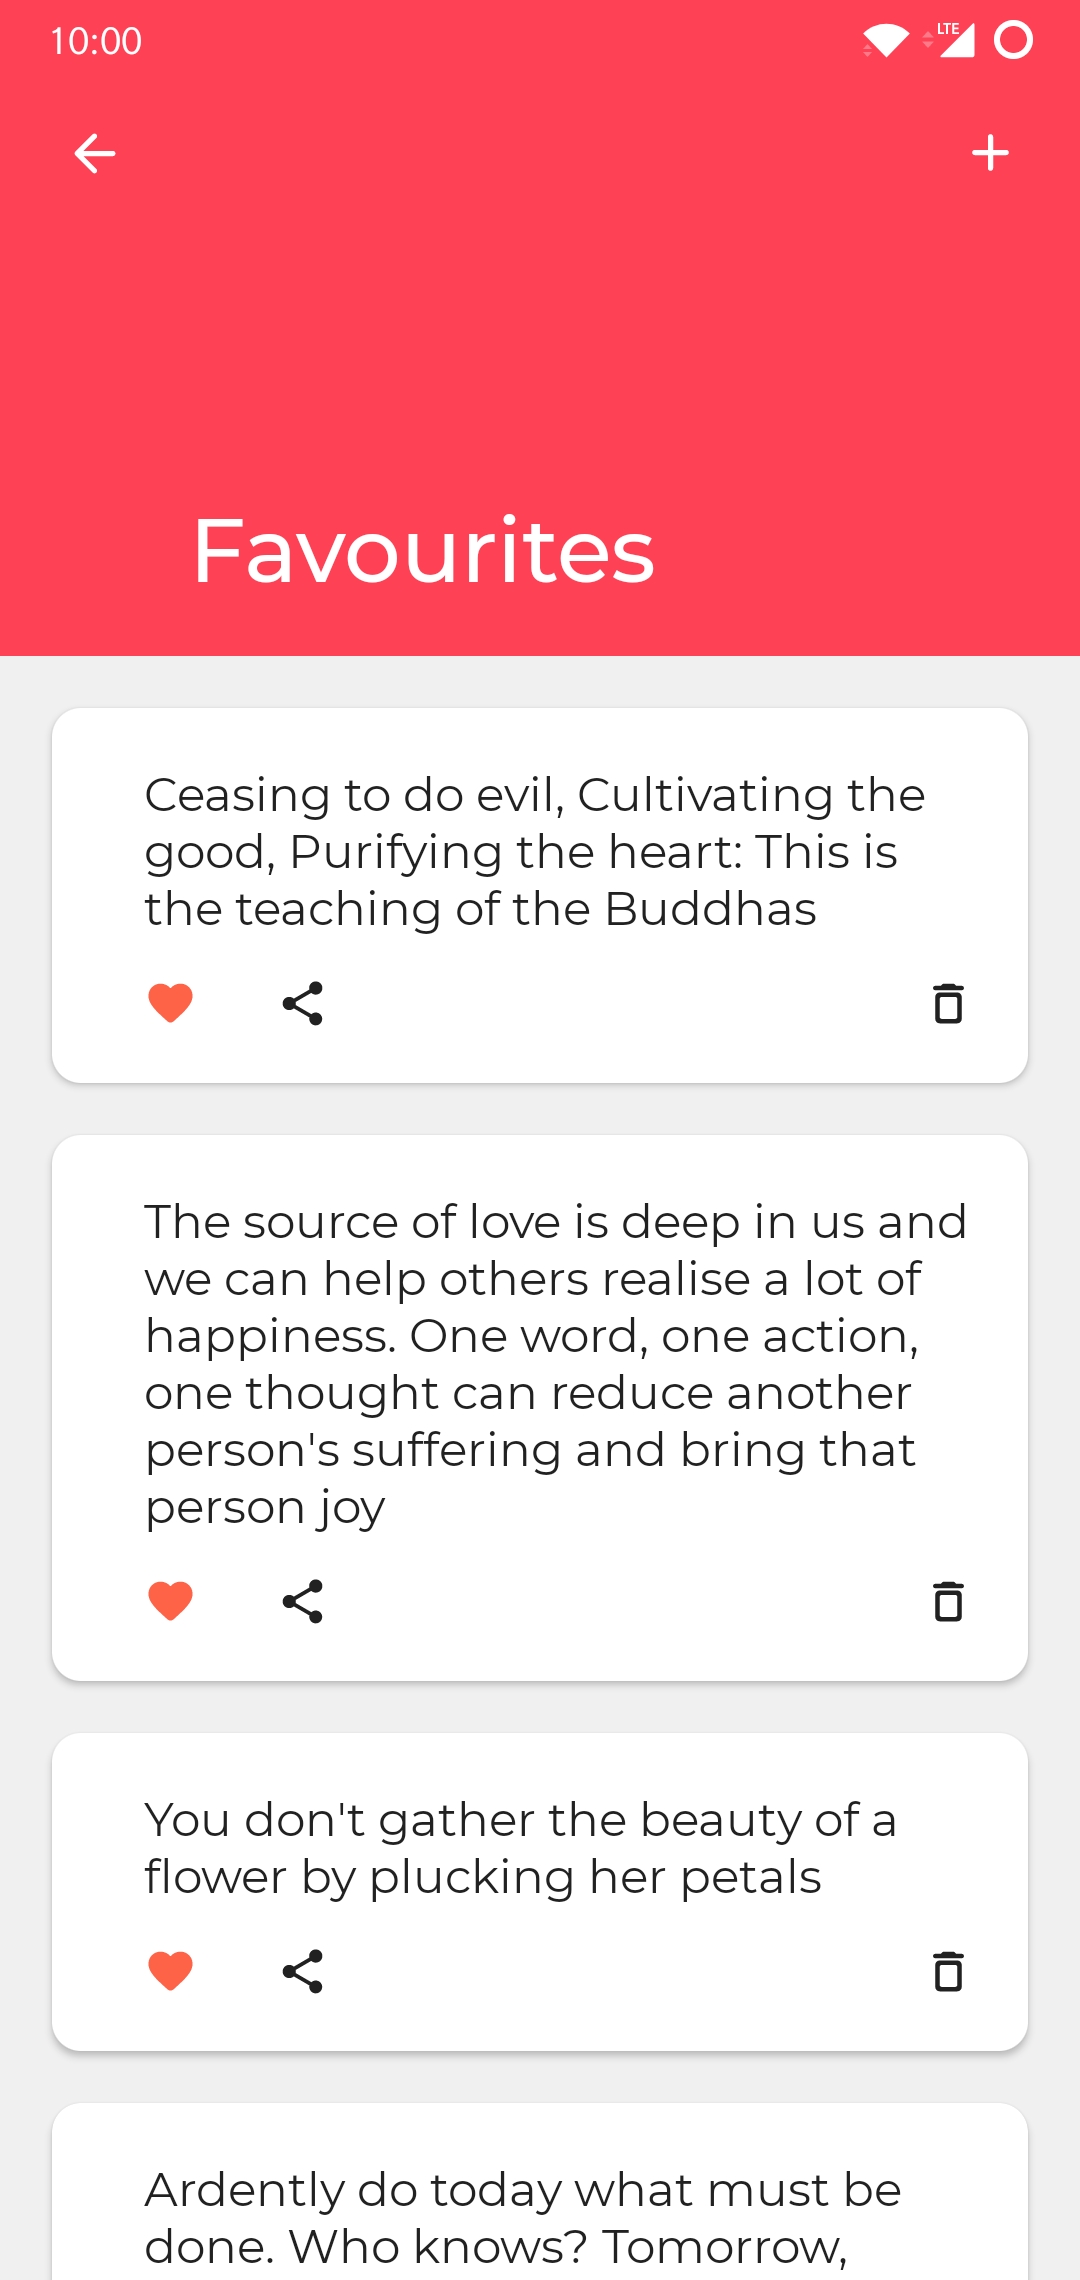 10:00
LTE
Favourites
Ceasing to do evil, Cultivating the
good, Purifying the heart: This is
the teaching of the Buddhas
The source of love is deep in us and
we can help others realise a lot of
happiness. One word, one action,
one thought can reduce another
person's suffering and bring that
person joy
You don't gather the beauty of a
flower by plucking her petals
Ardently do today what must be
done. Who knows? Tomorrow,